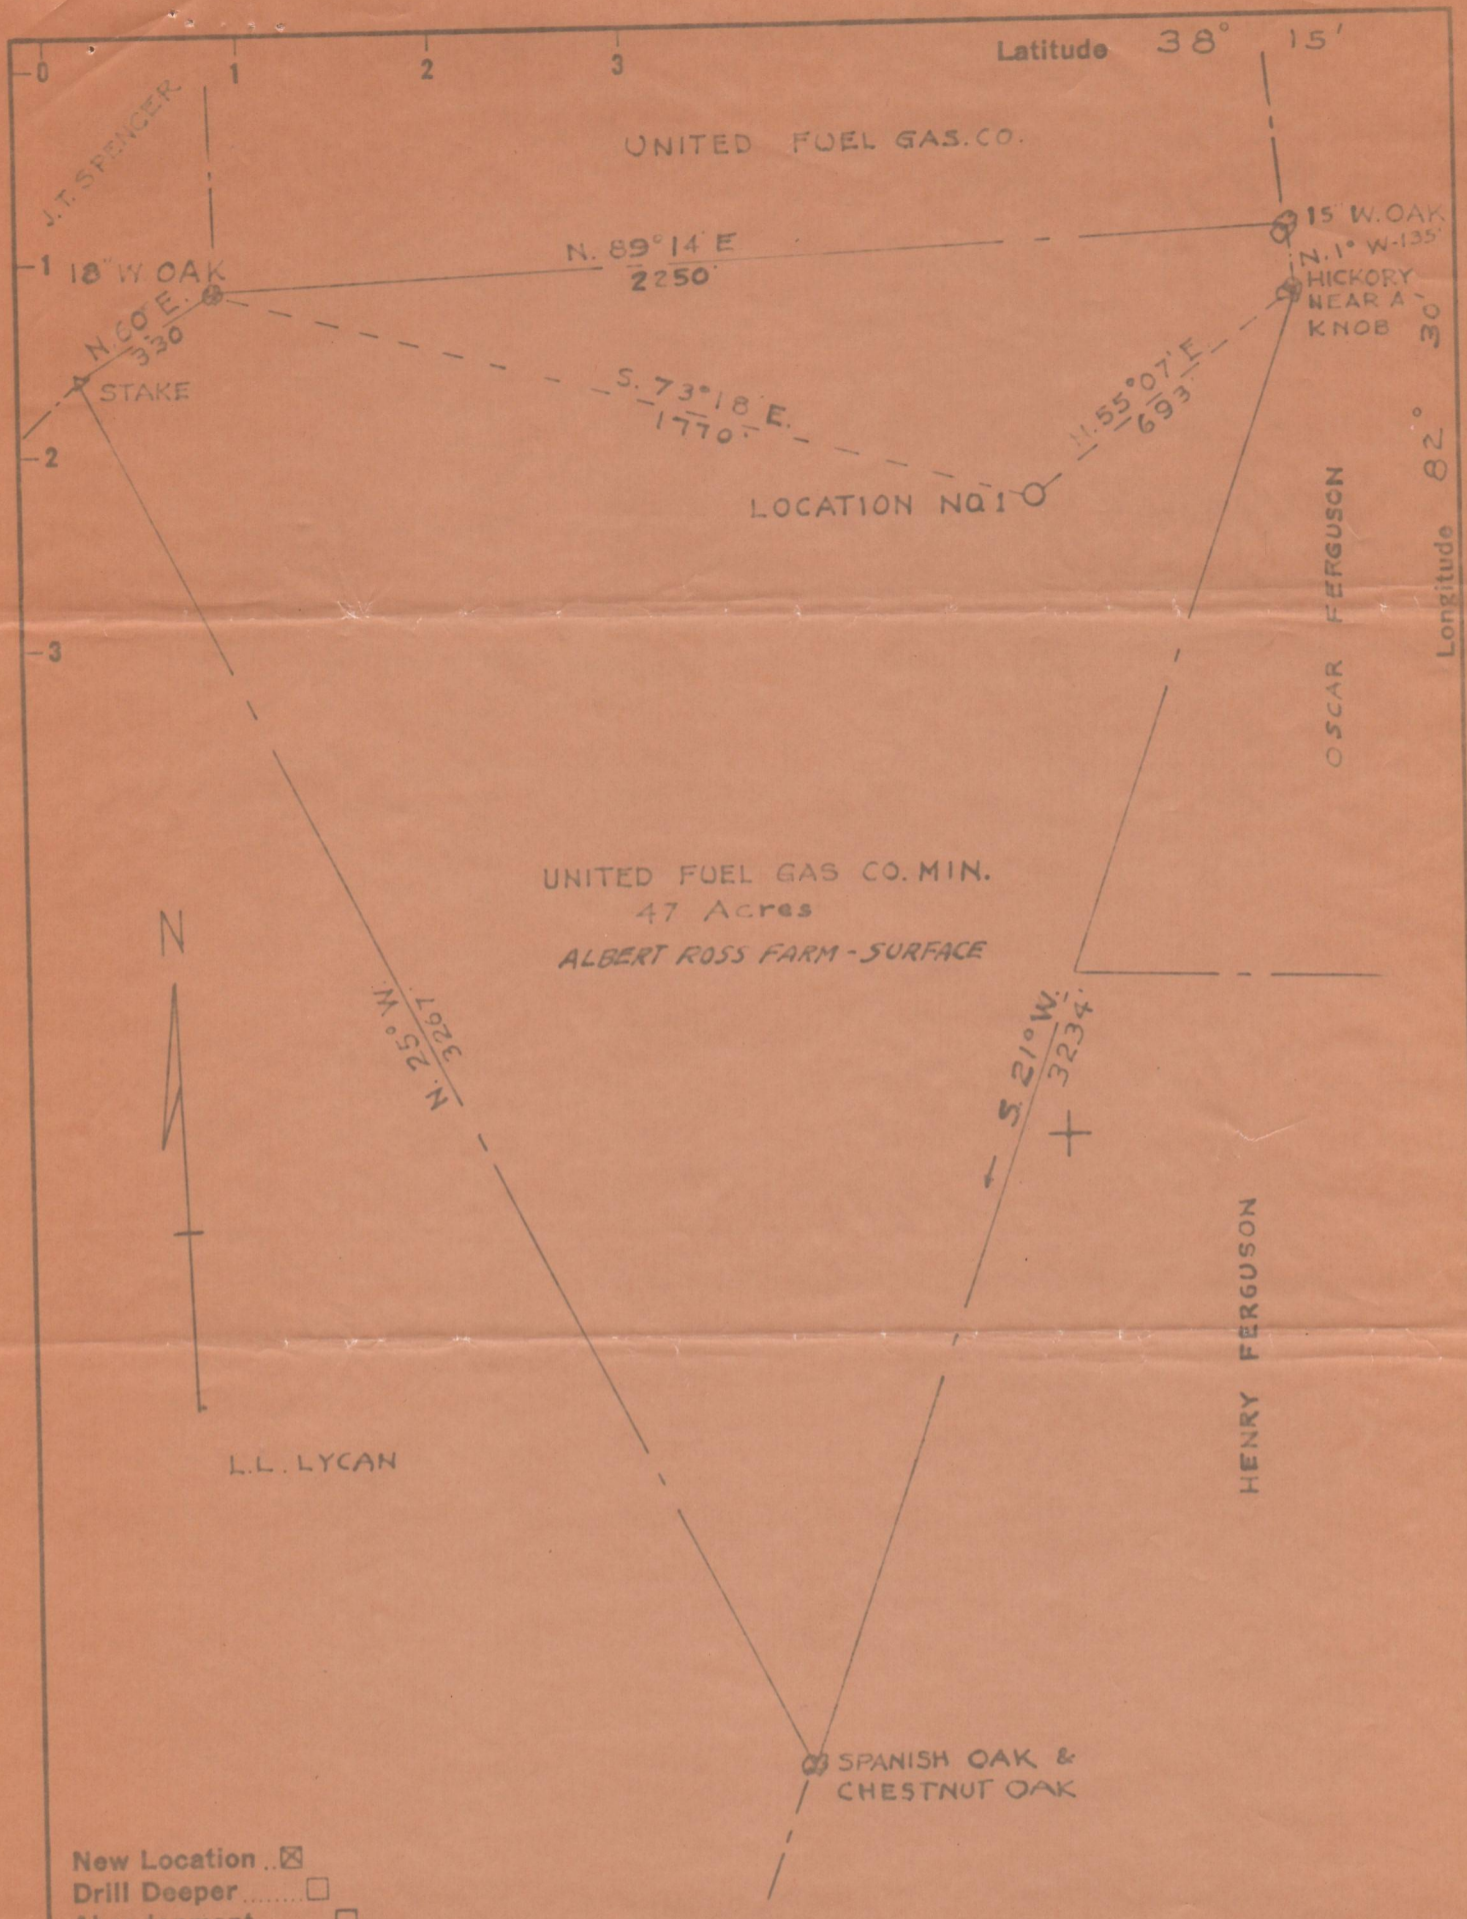 Latitude 38° 15'
0
1
2
3
J.T. SPENCER
UNITED FUEL GAS.CO.
15" W. OAK
N. 1° W-135'
HICKORY
NEAR A
KNOB
1
18" W OAK
N. 89°14' E
2250'
N. 60° E.
330
STAKE
S. 73°18' E.
1770'
N. 55°07' E
693'
2
LOCATION NO.1
Longitude 82° 30'
OSCAR FERGUSON
3
UNITED FUEL GAS CO. MIN.
47 Acres
ALBERT ROSS FARM - SURFACE
N
N. 25° W.
3267'
S. 21° W.
3234'
HENRY FERGUSON
L.L. LYCAN
SPANISH OAK &
CHESTNUT OAK
New Location .. ☒
Drill Deeper ........ ☐